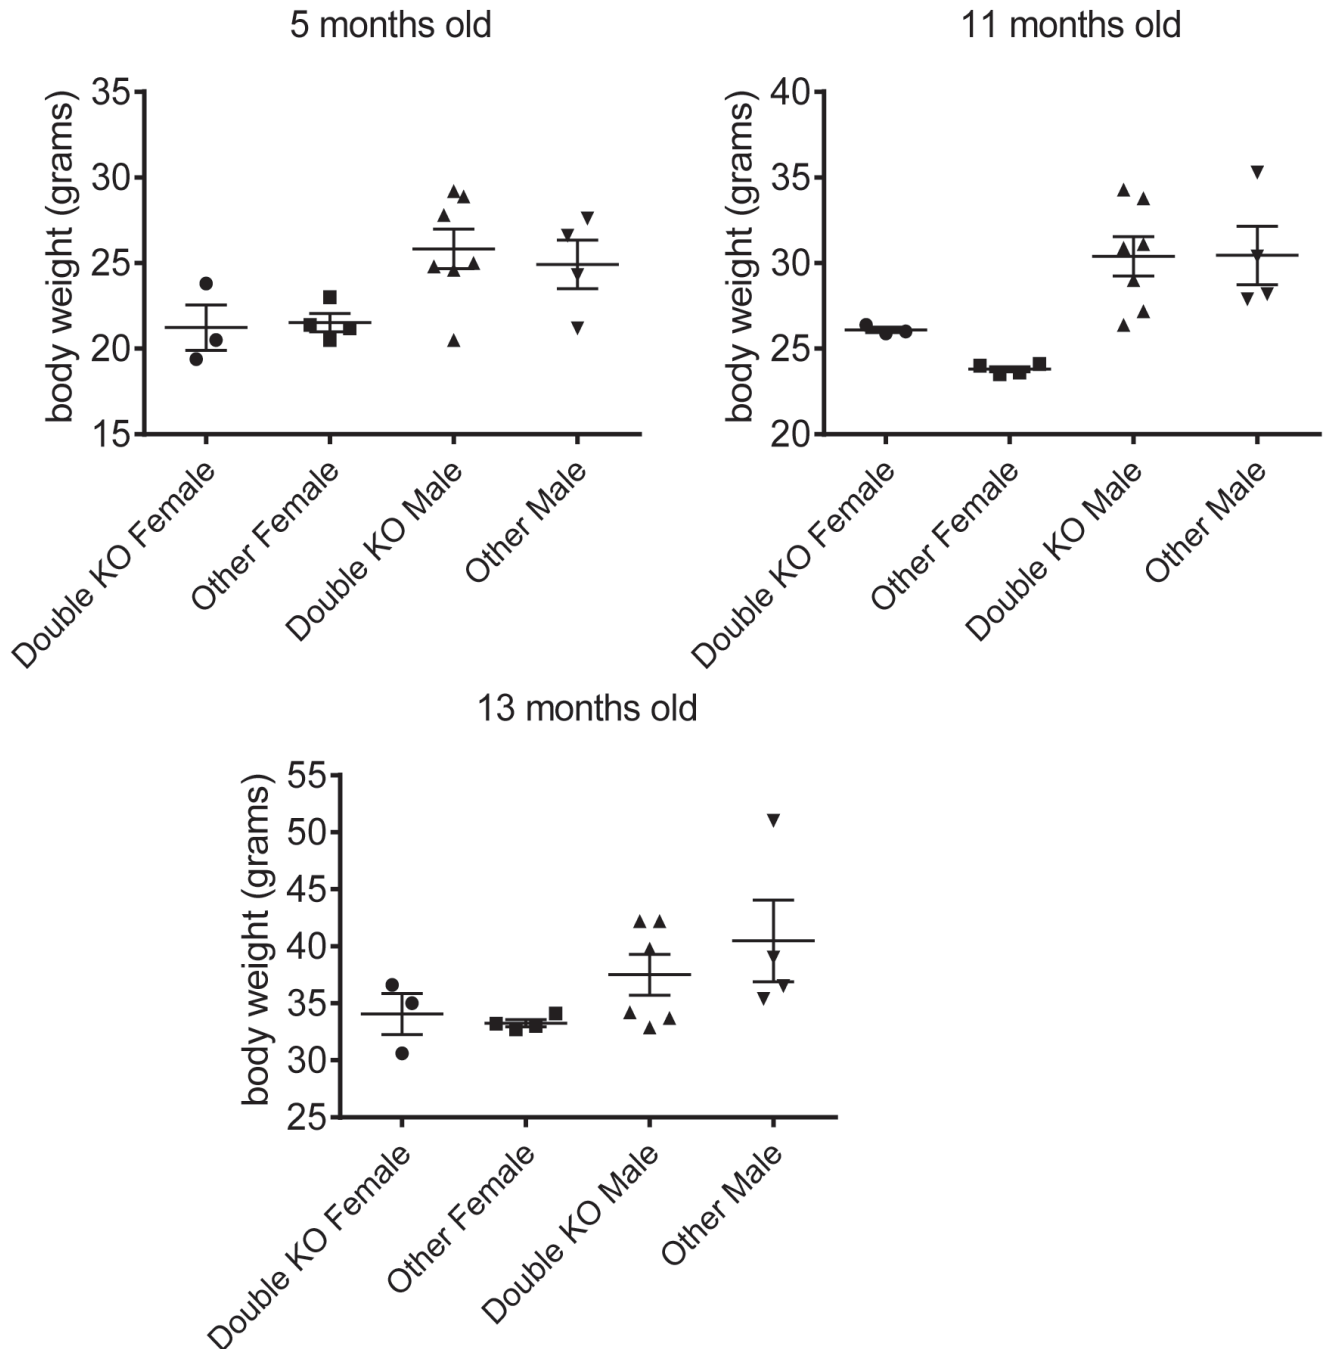 5 months old
body weight (grams)
35
30
25
20
15
Double KO Female
Other Female
Double KO Male
Other Male
11 months old
body weight (grams)
40
35
30
25
20
Double KO Female
Other Female
Double KO Male
Other Male
13 months old
body weight (grams)
55
50
45
40
35
30
25
Double KO Female
Other Female
Double KO Male
Other Male